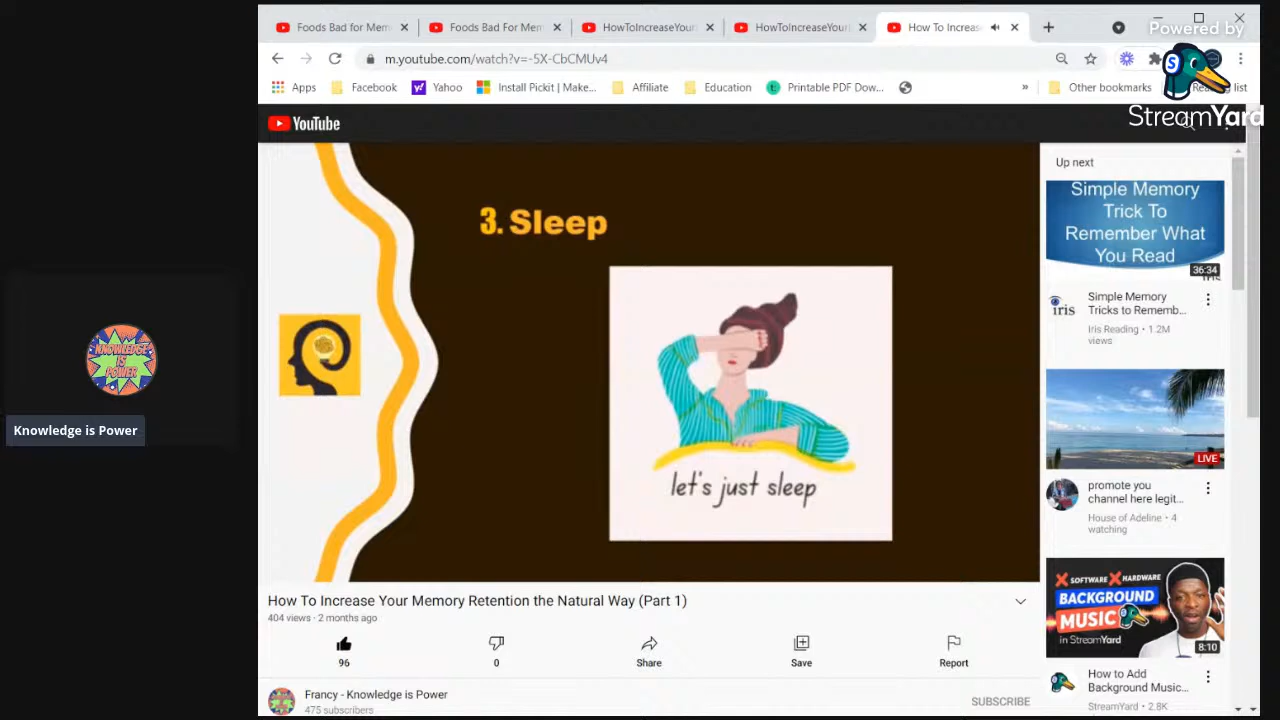 Foods Bad for Mem
Foods Bad For Mem
HowToIncreaseYour
HowToIncreaseYour
How To Increas
Powered by
m.youtube.com/watch?v=-5X-CbCMUv4
Apps
Facebook
Yahoo
Install Pickit | Make...
Affiliate
Education
Printable PDF Dow...
»
Other bookmarks
list
StreamYard
YouTube
3. Sleep
let's just sleep
KNOWLEDGE
IS
POWER
Knowledge is Power
Up next
Simple Memory
Trick To
Remember What
You Read
36:34
iris
Simple Memory
Tricks to Rememb...
Iris Reading • 1.2M
views
LIVE
promote you
channel here legit...
House of Adeline • 4
watching
SOFTWARE
HARDWARE
BACKGROUND
MUSIC
in StreamYard
8:10
How to Add
Background Music...
StreamYard • 2.8K
How To Increase Your Memory Retention the Natural Way (Part 1)
404 views · 2 months ago
96
0
Share
Save
Report
Francy - Knowledge is Power
475 subscribers
SUBSCRIBE